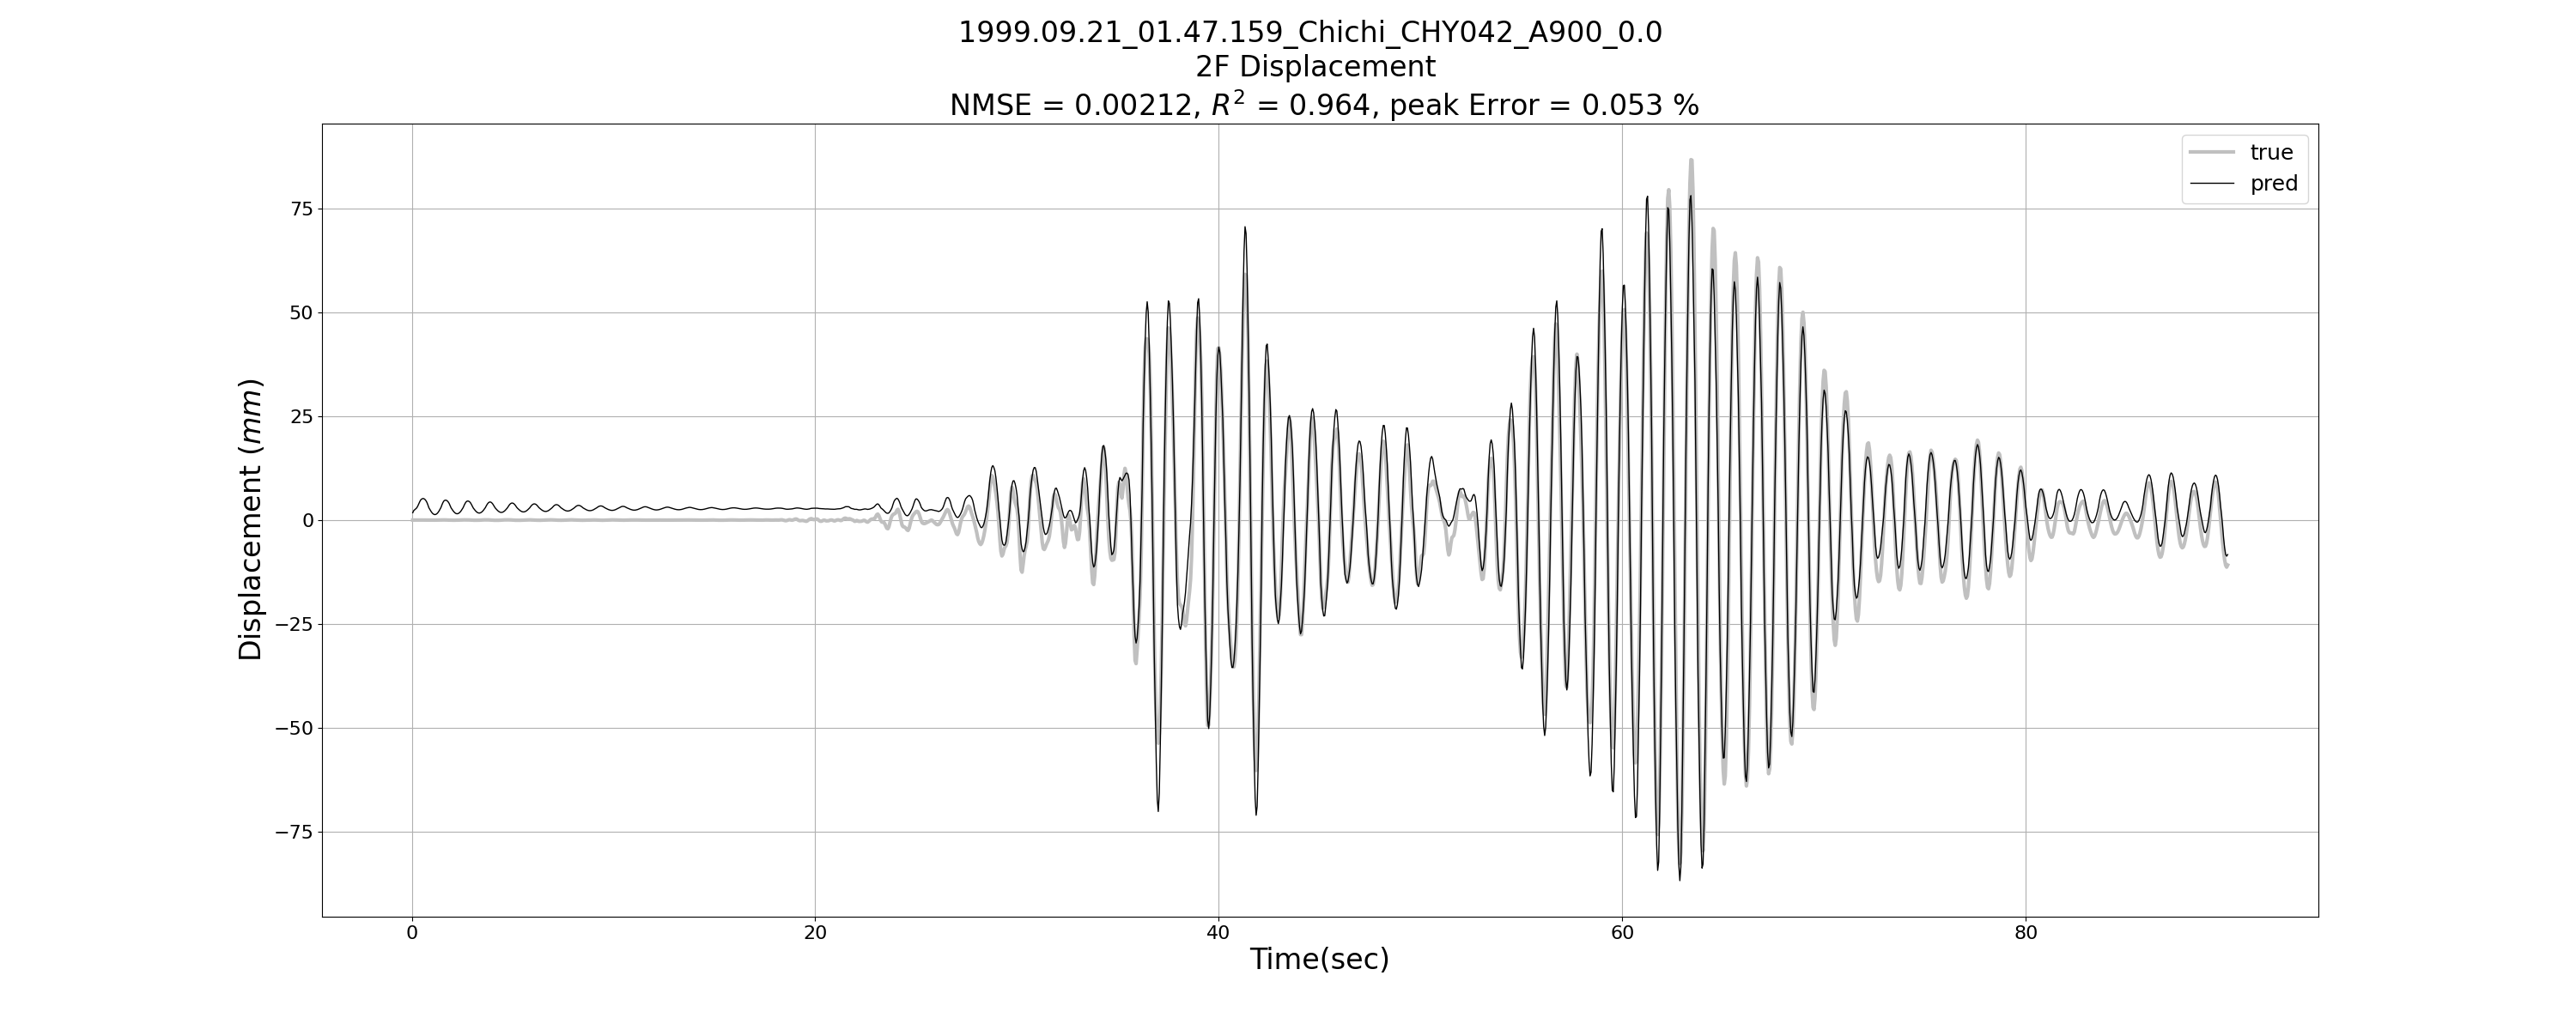 1999.09.21_01.47.159_Chichi_CHY042_A900_0.0
2F Displacement
NMSE = 0.00212, R² = 0.964, peak Error = 0.053 %
true
pred
Displacement (mm)
75
50
25
0
−25
−50
−75
0 20 40 60 80
Time(sec)